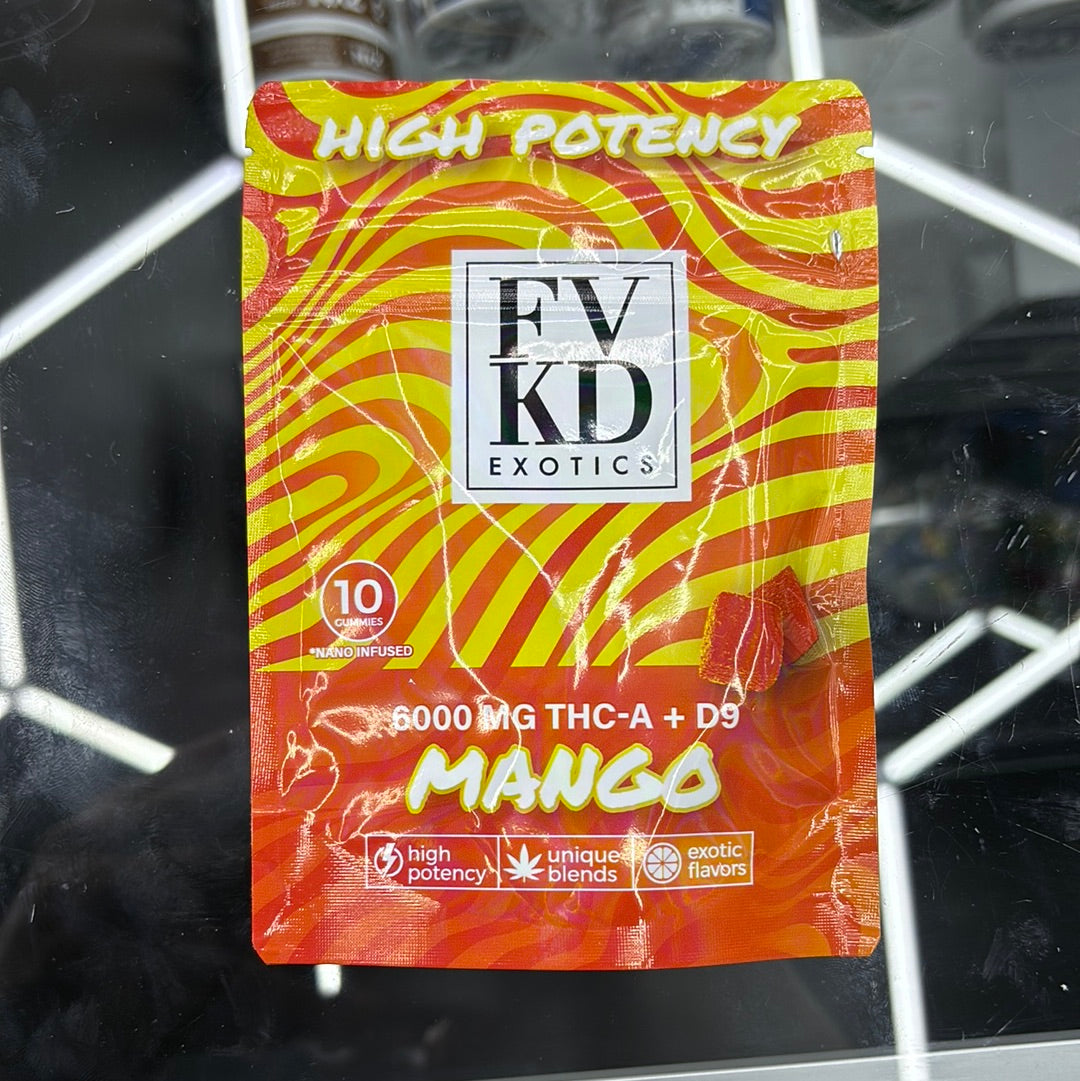 HIGH POTENCY
FV
KD
EXOTICS
10
GUMMIES
*NANO INFUSED
6000 MG THC-A + D9
MANGO
high
potency
unique
blends
exotic
flavors